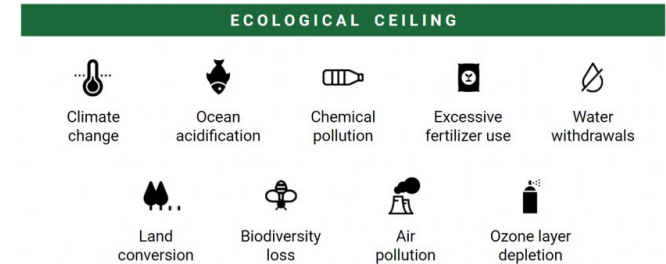 ECOLOGICAL CEILING
Climate change
Ocean acidification
Chemical pollution
Excessive fertilizer use
Water withdrawals
Land conversion
Biodiversity loss
Air pollution
Ozone layer depletion